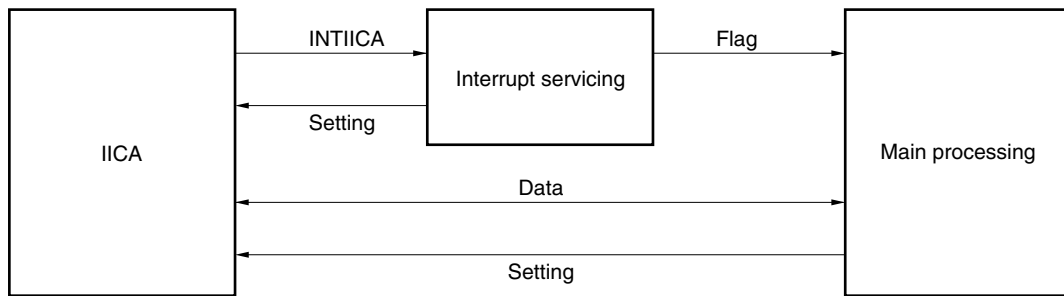 INTIICA
Flag
Interrupt servicing
Setting
IICA
Main processing
Data
Setting